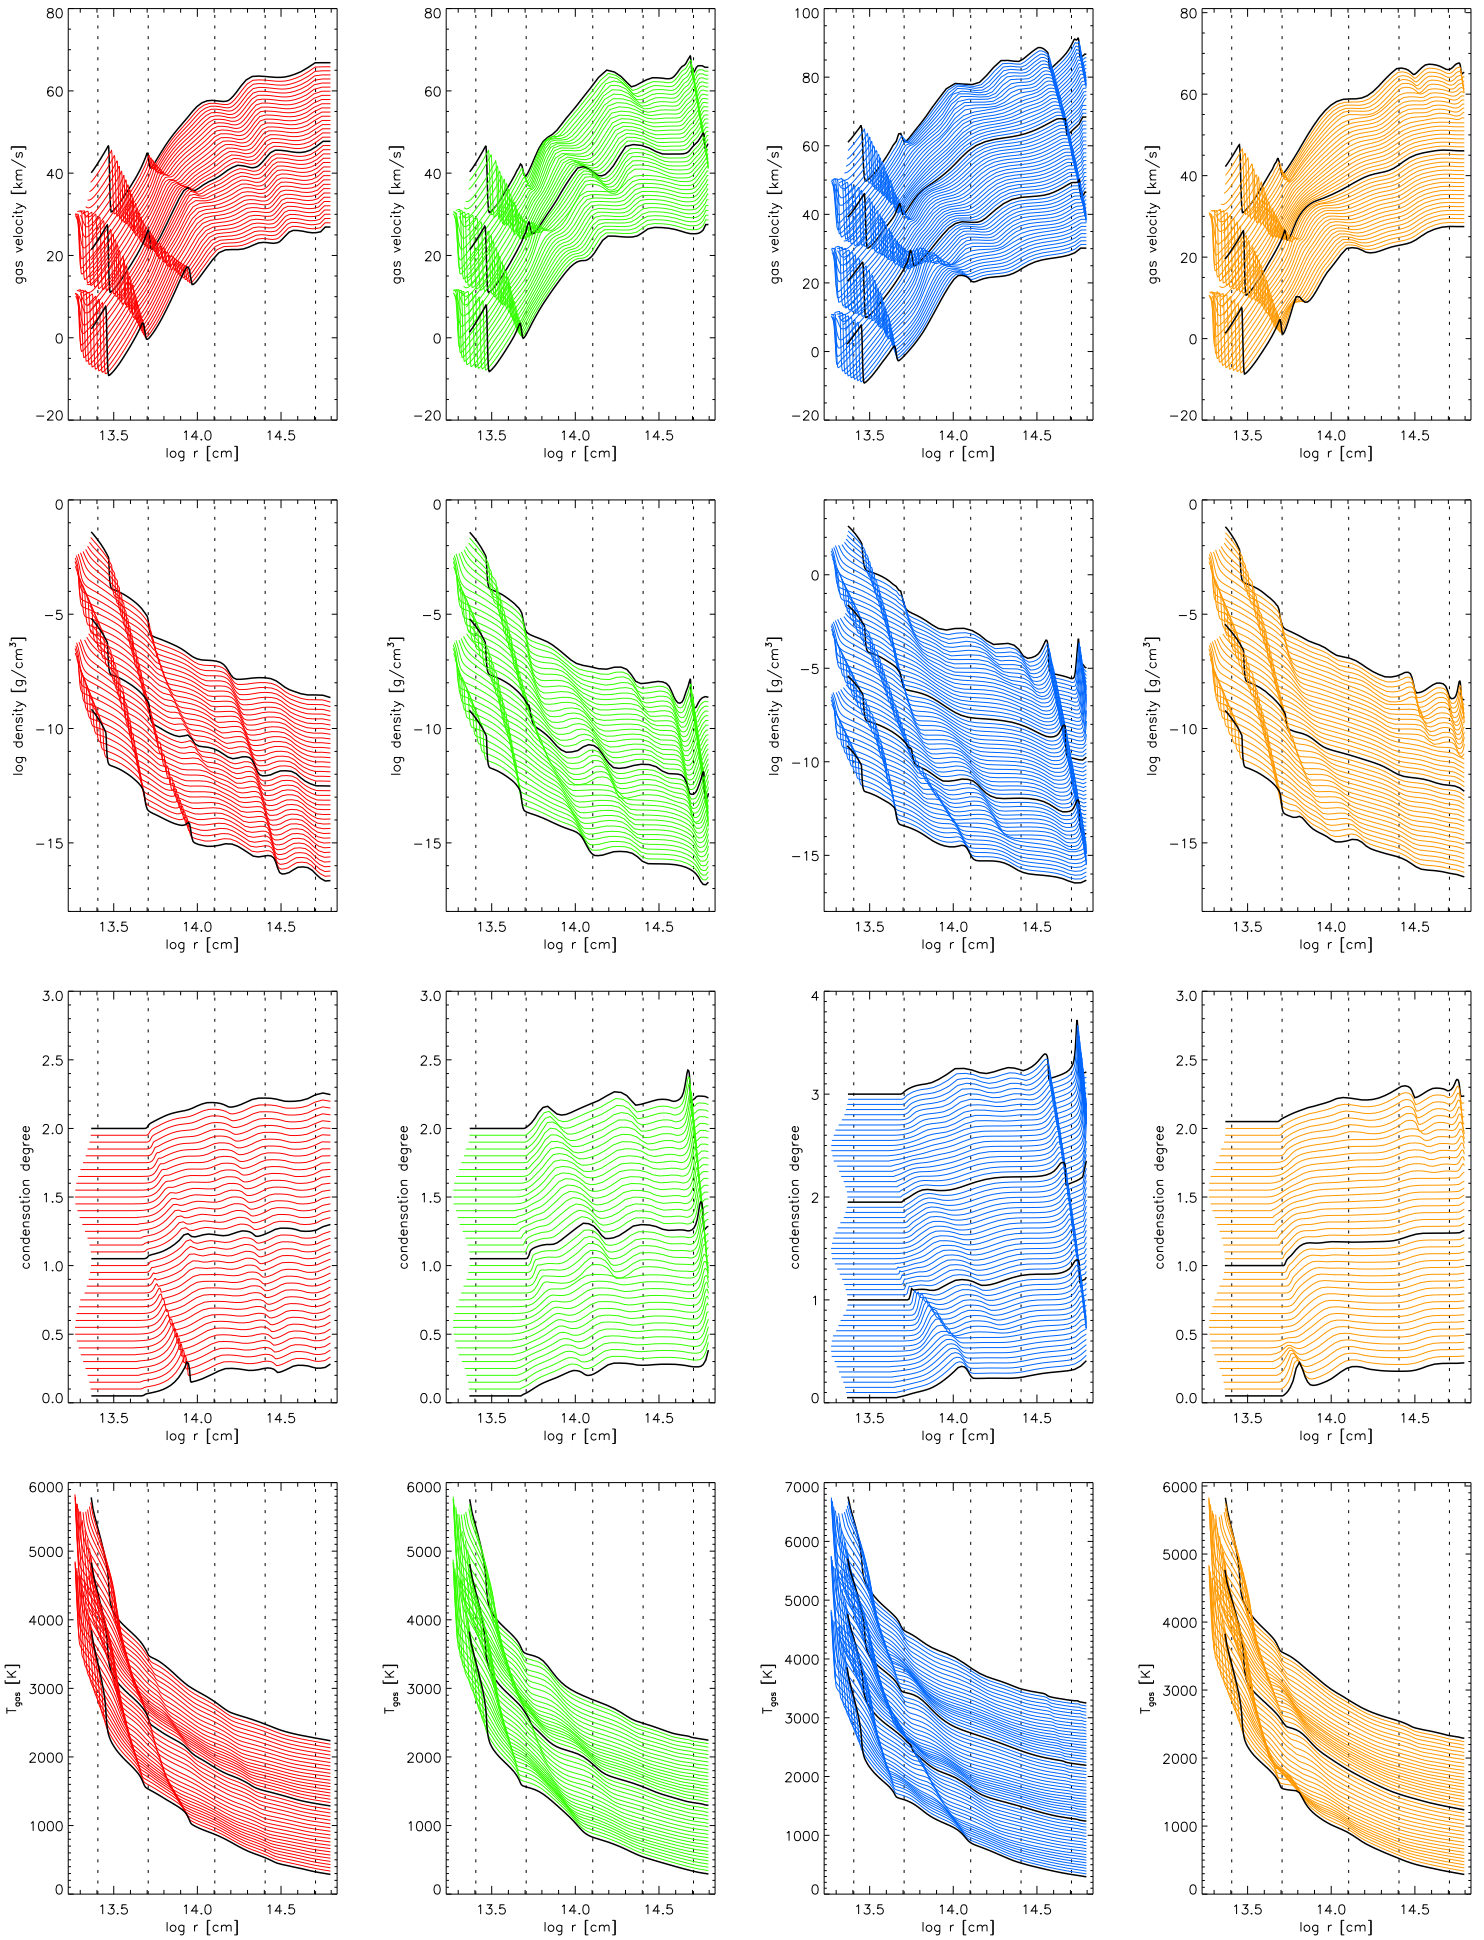 80 80 100 80
60 60 80 60
40 40 60 40
20 20 40 20
0 0 20 0
−20 −20 0 −20
−20
gas velocity [km/s] gas velocity [km/s] gas velocity [km/s] gas velocity [km/s]
13.5 14.0 14.5 13.5 14.0 14.5 13.5 14.0 14.5 13.5 14.0 14.5
log r [cm] log r [cm] log r [cm] log r [cm]
0 0 0 0
−5 −5 −5 −5
−10 −10 −10 −10
−15 −15 −15 −15
log density [g/cm³] log density [g/cm³] log density [g/cm³] log density [g/cm³]
13.5 14.0 14.5 13.5 14.0 14.5 13.5 14.0 14.5 13.5 14.0 14.5
log r [cm] log r [cm] log r [cm] log r [cm]
3.0 3.0 4 3.0
2.5 2.5 3 2.5
2.0 2.0 2 2.0
1.5 1.5 1 1.5
1.0 1.0 0 1.0
0.5 0.5 0.5
0.0 0.0 0.0
condensation degree condensation degree condensation degree condensation degree
13.5 14.0 14.5 13.5 14.0 14.5 13.5 14.0 14.5 13.5 14.0 14.5
log r [cm] log r [cm] log r [cm] log r [cm]
6000 6000 7000 6000
5000 5000 6000 5000
4000 4000 5000 4000
3000 3000 4000 3000
2000 2000 3000 2000
1000 1000 2000 1000
0 0 1000 0
0
T_gas [K] T_gas [K] T_gas [K] T_gas [K]
13.5 14.0 14.5 13.5 14.0 14.5 13.5 14.0 14.5 13.5 14.0 14.5
log r [cm] log r [cm] log r [cm] log r [cm]